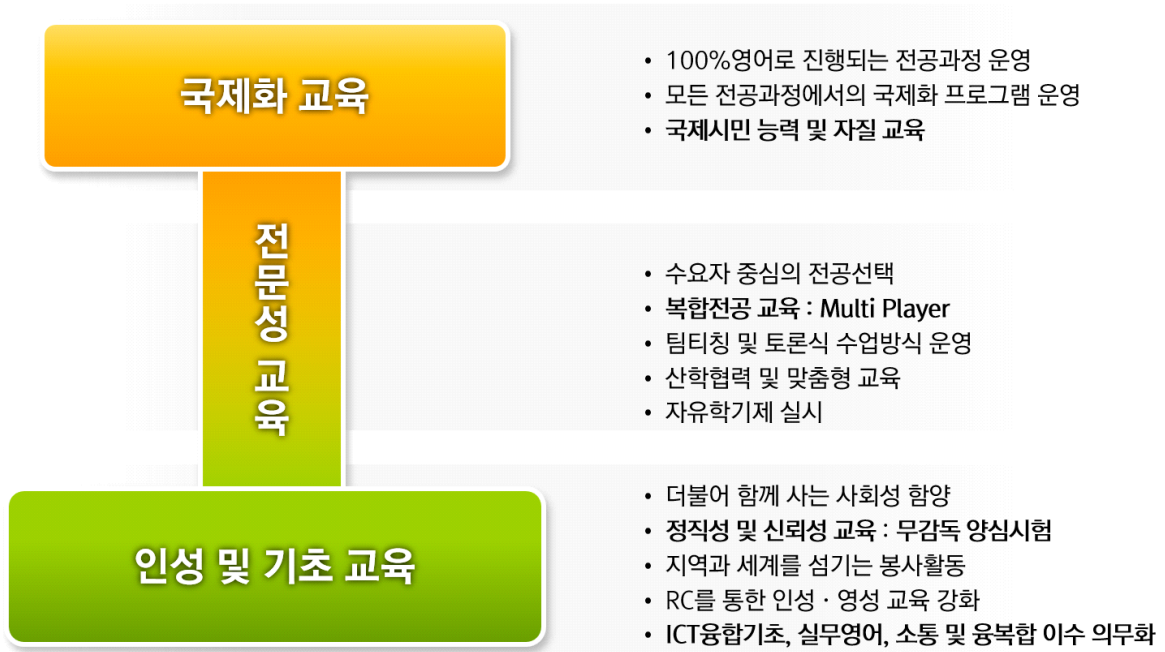 국제화 교육
• 100%영어로 진행되는 전공과정 운영
• 모든 전공과정에서의 국제화 프로그램 운영
• 국제시민 능력 및 자질 교육
전문성 교육
• 수요자 중심의 전공선택
• 복합전공 교육 : Multi Player
• 팀티칭 및 토론식 수업방식 운영
• 산학협력 및 맞춤형 교육
• 자유학기제 실시
인성 및 기초 교육
• 더불어 함께 사는 사회성 함양
• 정직성 및 신뢰성 교육 : 무감독 양심시험
• 지역과 세계를 섬기는 봉사활동
• RC를 통한 인성 · 영성 교육 강화
• ICT융합기초, 실무영어, 소통 및 융복합 이수 의무화